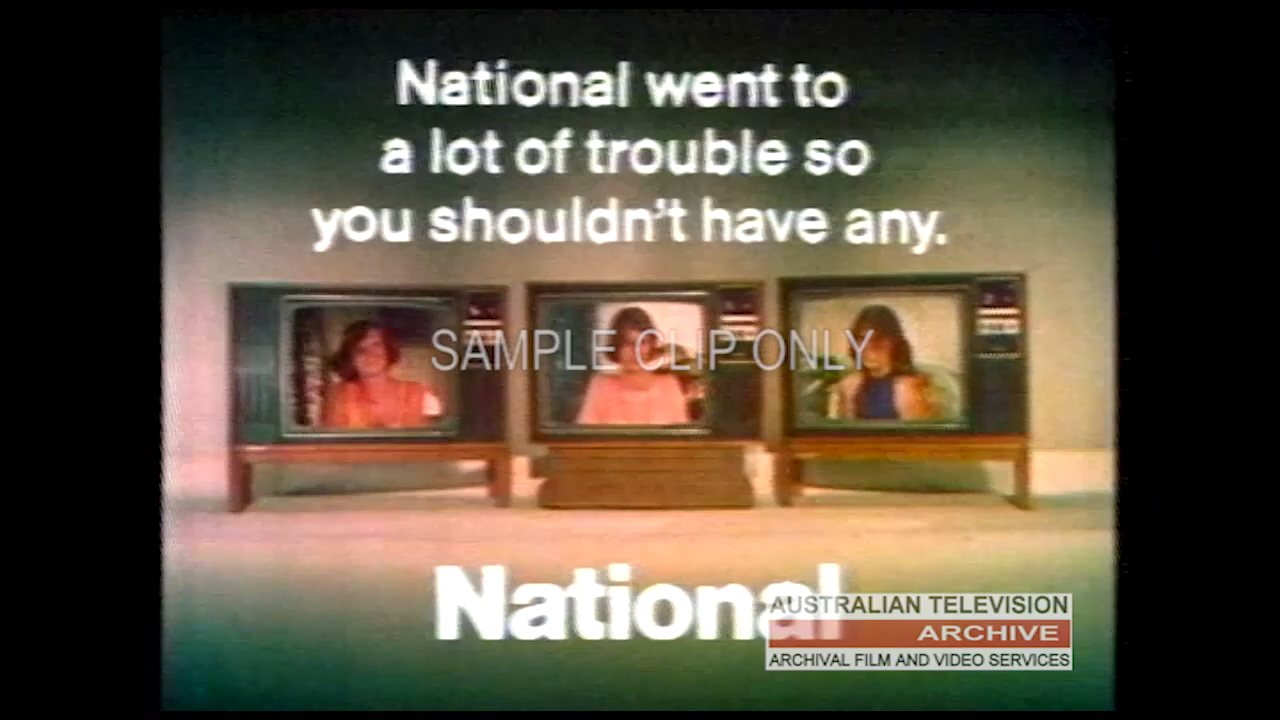 National went to
a lot of trouble so
you shouldn't have any.
SAMPLE CLIP ONLY
National
AUSTRALIAN TELEVISION
ARCHIVE
ARCHIVAL FILM AND VIDEO SERVICES